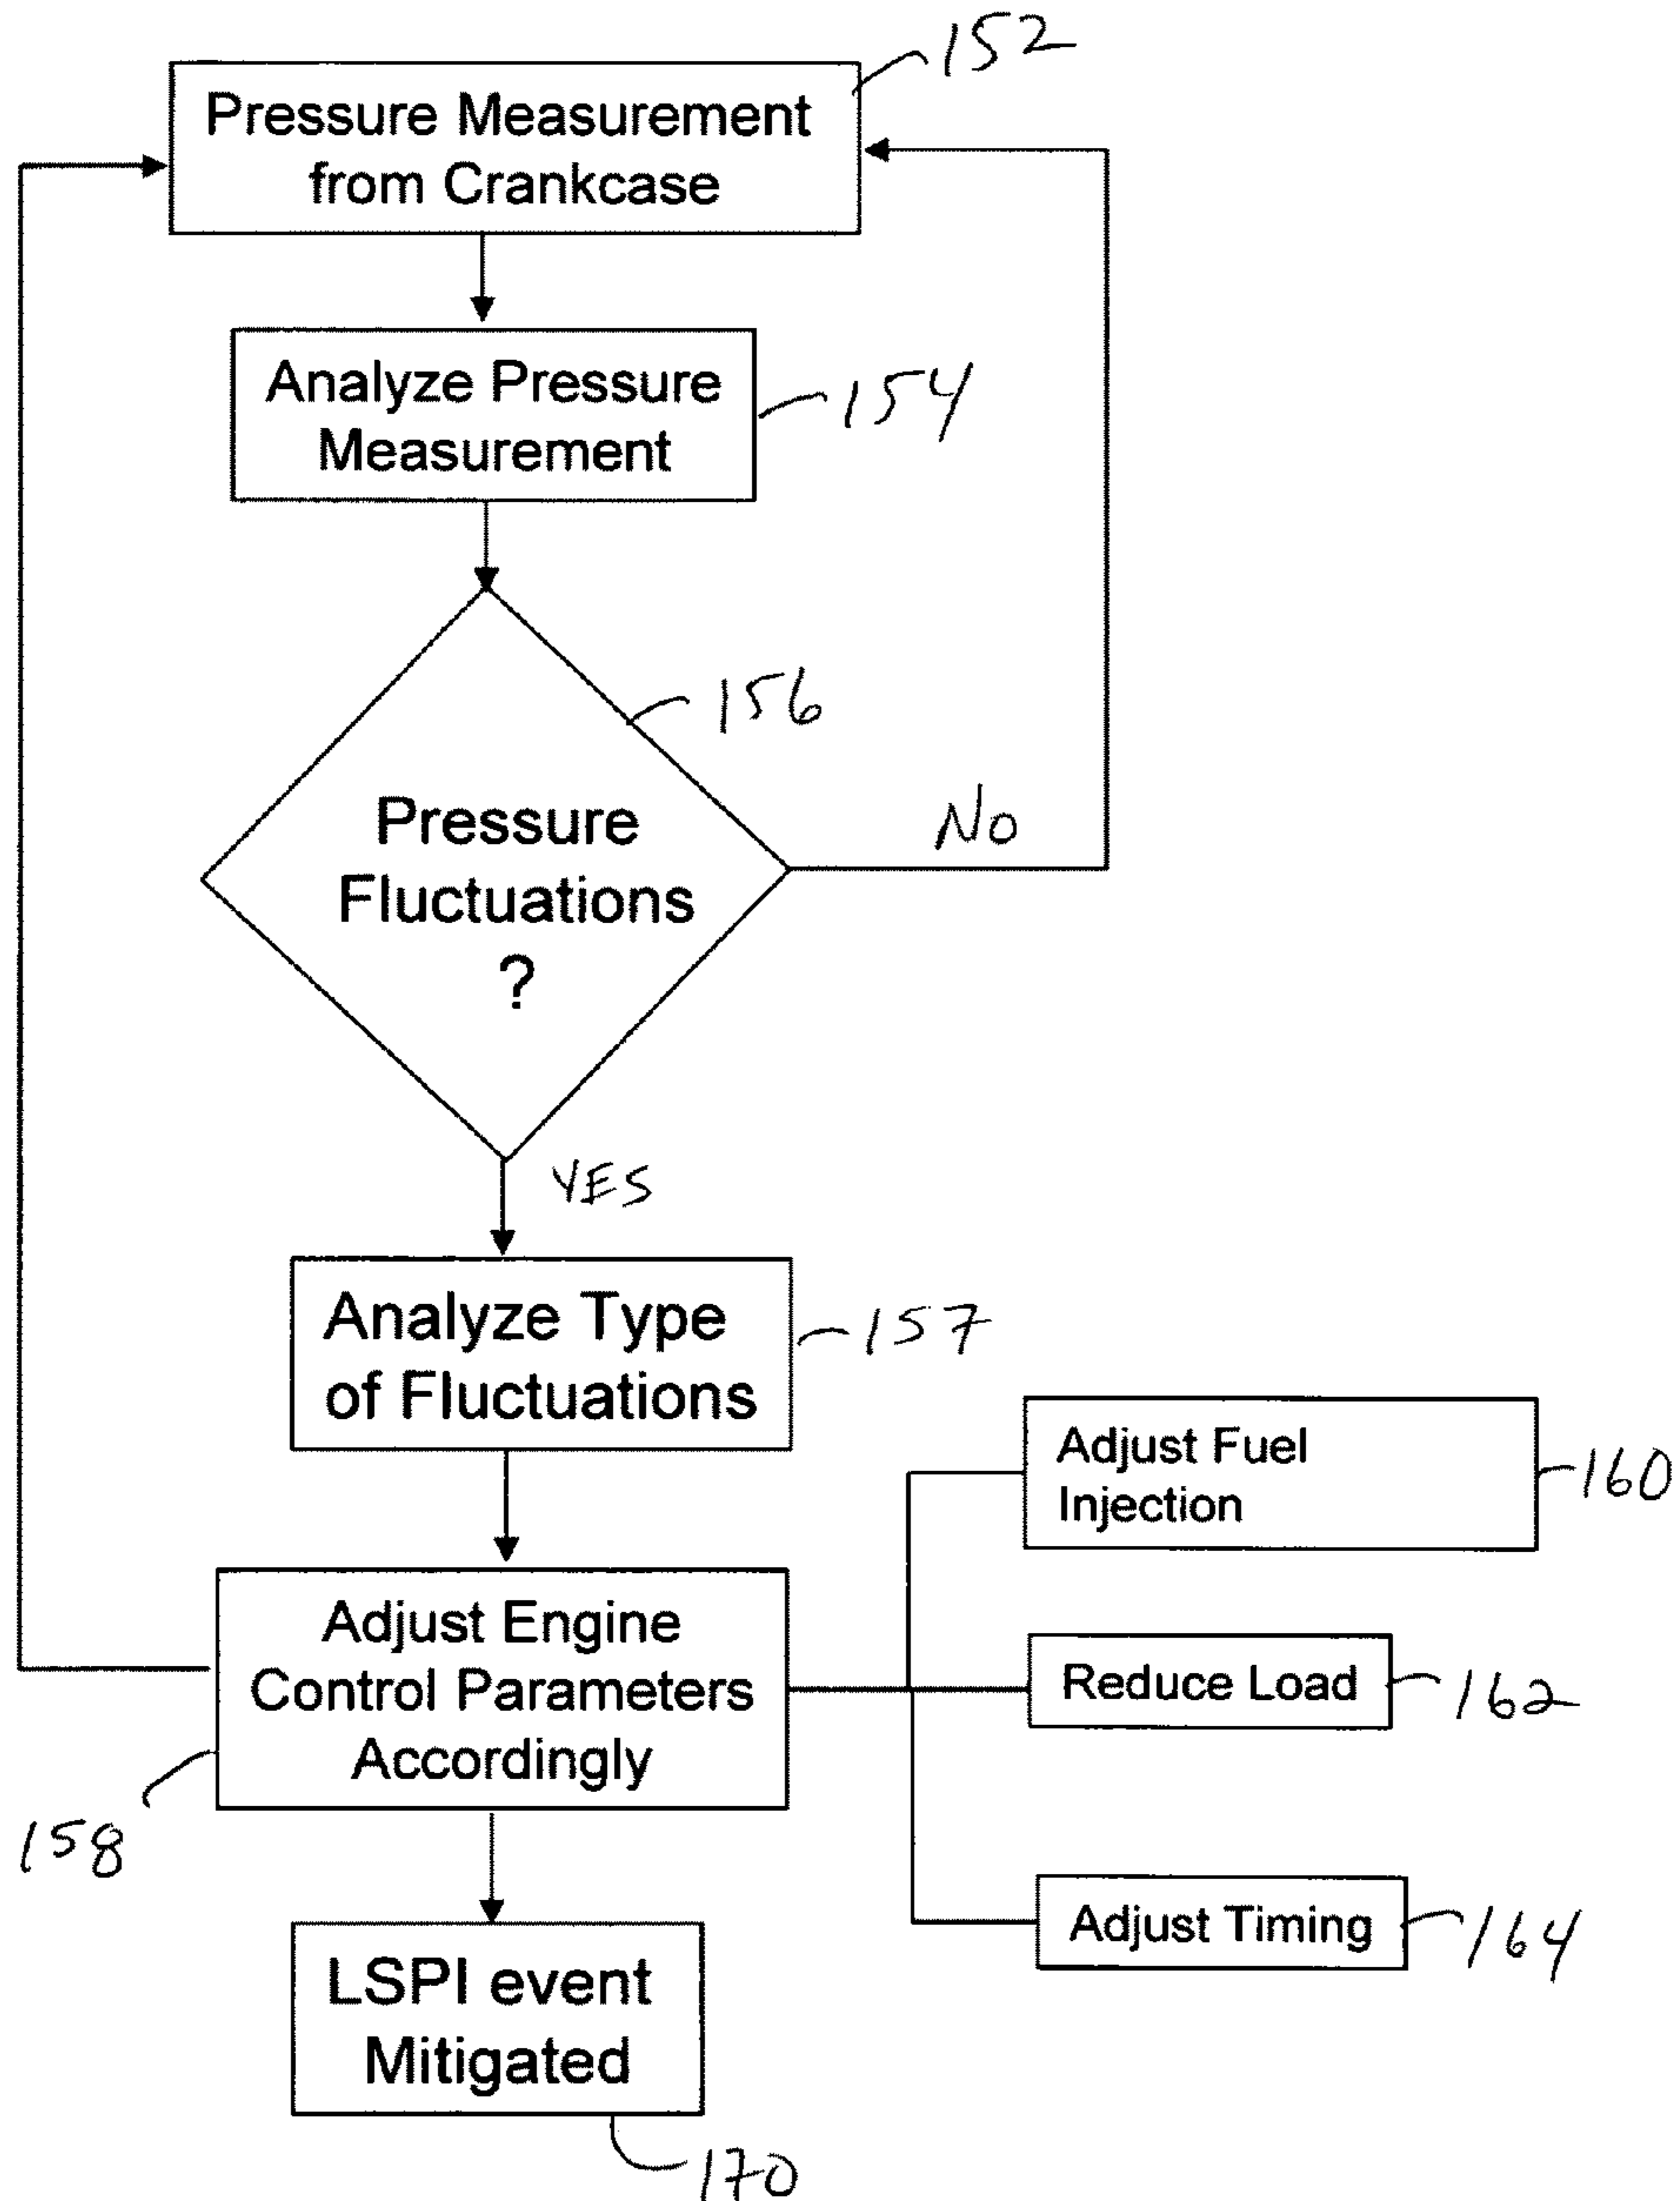 152
Pressure Measurement
from Crankcase
Analyze Pressure
Measurement
154
156
Pressure
Fluctuations
?
No
YES
Analyze Type
of Fluctuations
157
Adjust Fuel
Injection
160
Adjust Engine
Control Parameters
Accordingly
158
Reduce Load
162
Adjust Timing
164
LSPI event
Mitigated
170